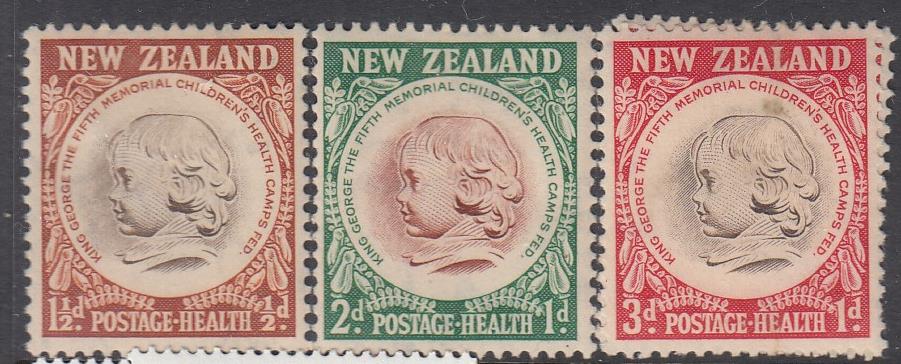 NEW ZEALAND
KING GEORGE THE FIFTH MEMORIAL CHILDREN'S HEALTH CAMPS FED.
1½d POSTAGE·HEALTH ½d
NEW ZEALAND
KING GEORGE THE FIFTH MEMORIAL CHILDREN'S HEALTH CAMPS FED.
2d POSTAGE·HEALTH 1d
NEW ZEALAND
KING GEORGE THE FIFTH MEMORIAL CHILDREN'S HEALTH CAMPS FED.
3d POSTAGE·HEALTH 1d